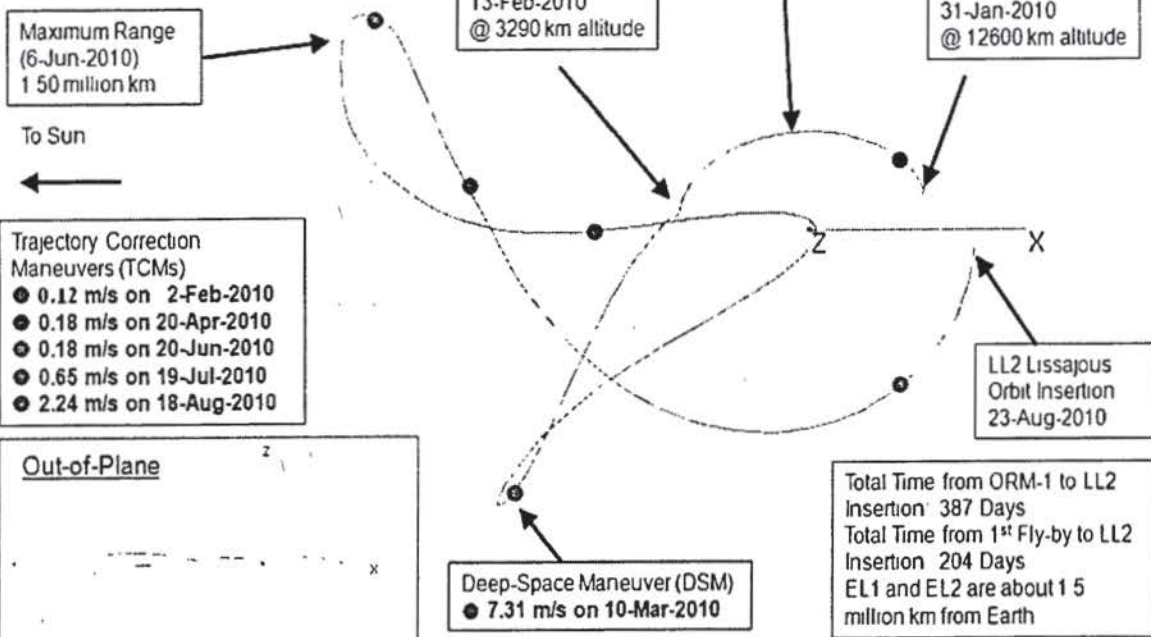 Maximum Range
(6-Jun-2010)
1 50 million km
13-Feb-2010
@ 3290 km altitude
31-Jan-2010
@ 12600 km altitude
To Sun
Z
X
Trajectory Correction
Maneuvers (TCMs)
0.12 m/s on 2-Feb-2010
0.18 m/s on 20-Apr-2010
0.18 m/s on 20-Jun-2010
0.65 m/s on 19-Jul-2010
2.24 m/s on 18-Aug-2010
LL2 Lissajous
Orbit Insertion
23-Aug-2010
Out-of-Plane
z
x
Deep-Space Maneuver (DSM)
7.31 m/s on 10-Mar-2010
Total Time from ORM-1 to LL2
Insertion 387 Days
Total Time from 1st Fly-by to LL2
Insertion 204 Days
EL1 and EL2 are about 1 5
million km from Earth